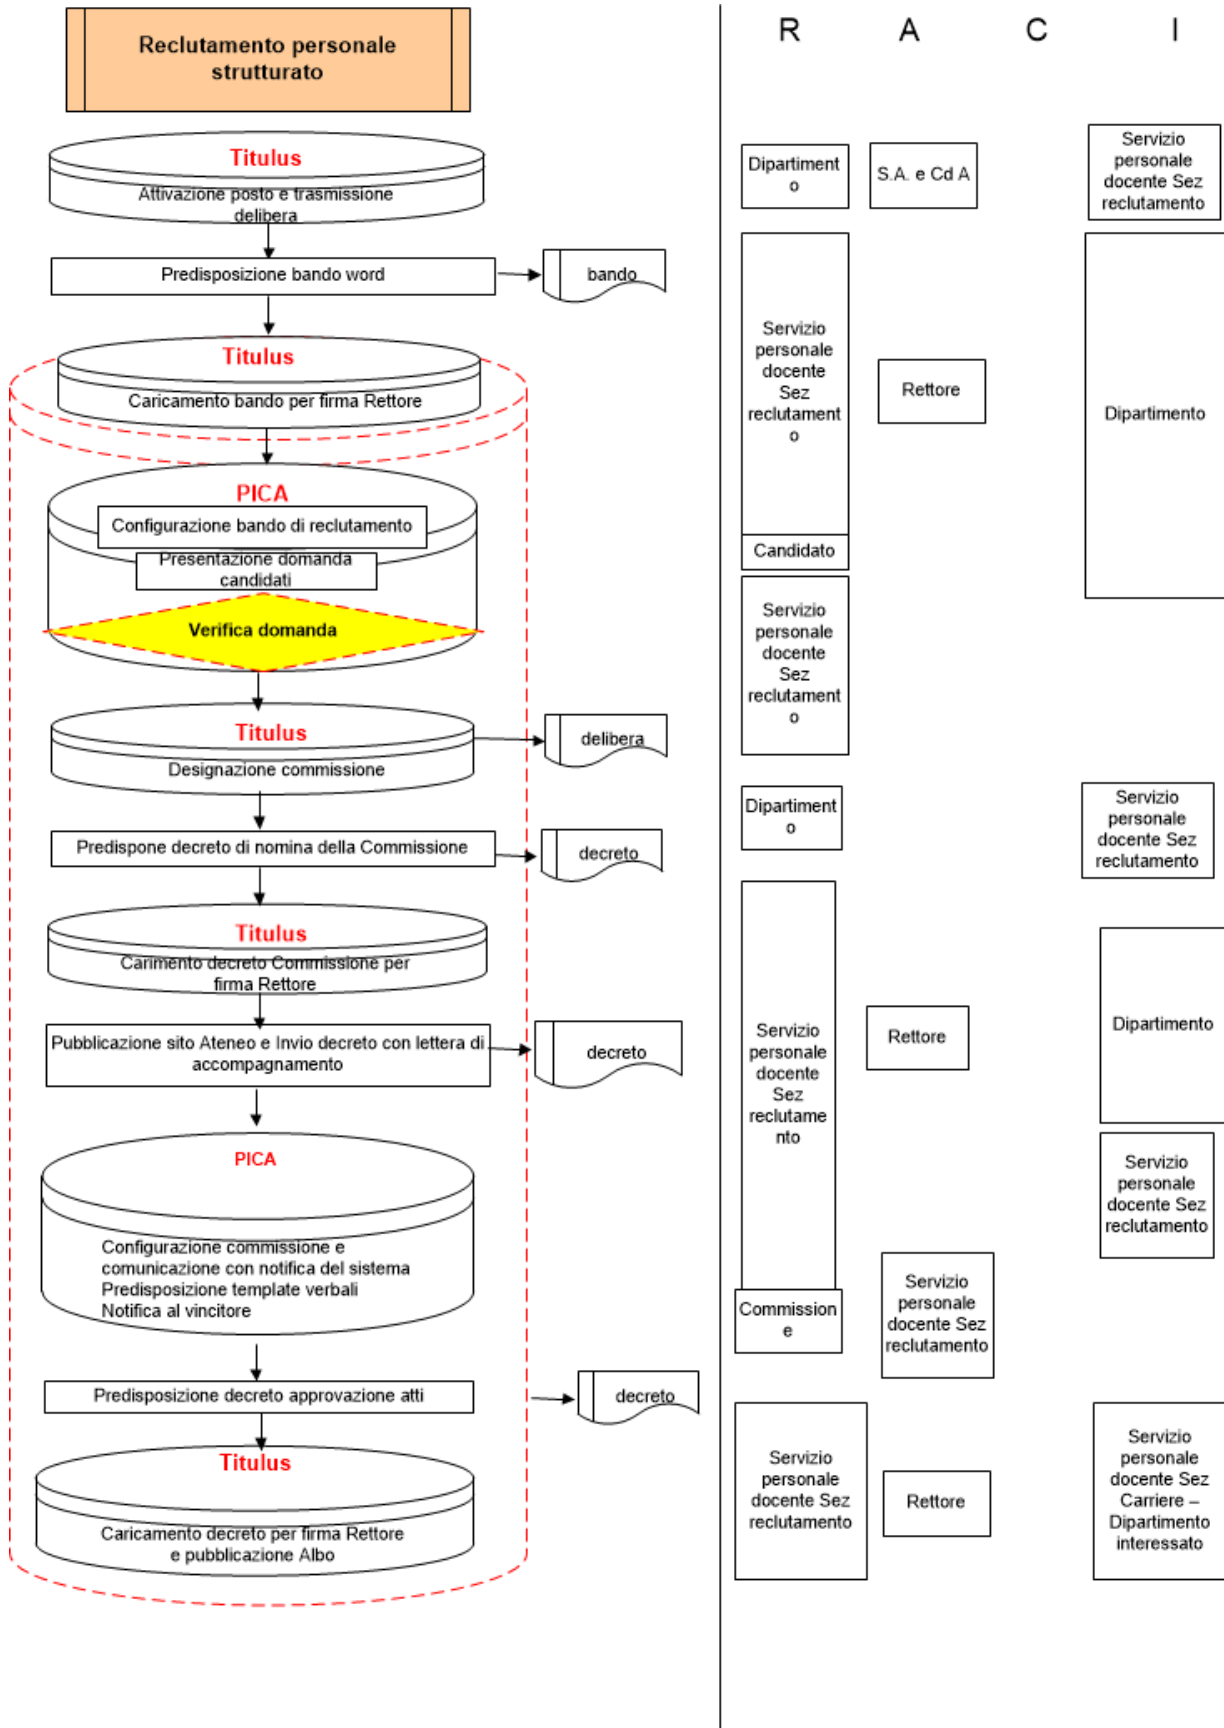 Reclutamento personale
strutturato
R A C I
Titulus
Attivazione posto e trasmissione
delibera
Dipartiment
o
S.A. e Cd A
Servizio
personale
docente Sez
reclutamento
Predisposizione bando word
bando
Titulus
Caricamento bando per firma Rettore
PICA
Configurazione bando di reclutamento
Presentazione domanda
candidati
Verifica domanda
Servizio
personale
docente
Sez
reclutament
o
Rettore
Dipartimento
Candidato
Servizio
personale
docente
Sez
reclutament
o
Titulus
Designazione commissione
delibera
Dipartiment
o
Servizio
personale
docente Sez
reclutamento
Predispone decreto di nomina della Commissione
decreto
Titulus
Carimento decreto Commissione per
firma Rettore
Pubblicazione sito Ateneo e Invio decreto con lettera di
accompagnamento
decreto
Servizio
personale
docente
Sez
reclutame
nto
Rettore
Dipartimento
PICA
Configurazione commissione e
comunicazione con notifica del sistema
Predisposizione template verbali
Notifica al vincitore
Servizio
personale
docente Sez
reclutamento
Commission
e
Servizio
personale
docente Sez
reclutamento
Predisposizione decreto approvazione atti
decreto
Titulus
Caricamento decreto per firma Rettore
e pubblicazione Albo
Servizio
personale
docente Sez
reclutamento
Rettore
Servizio
personale
docente Sez
Carriere –
Dipartimento
interessato